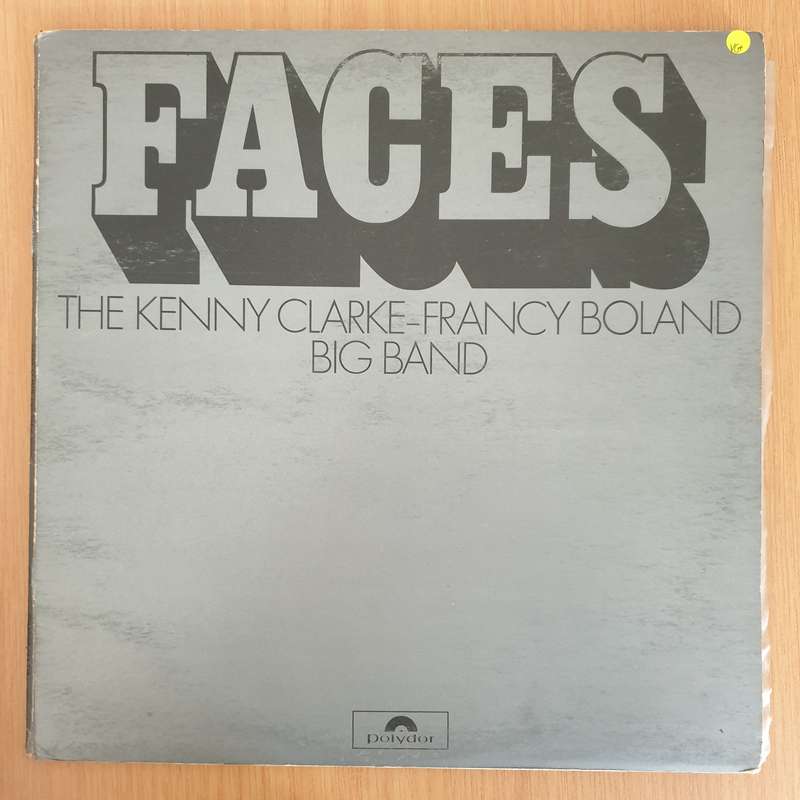 FACES
THE KENNY CLARKE-FRANCY BOLAND
BIG BAND
Polydor